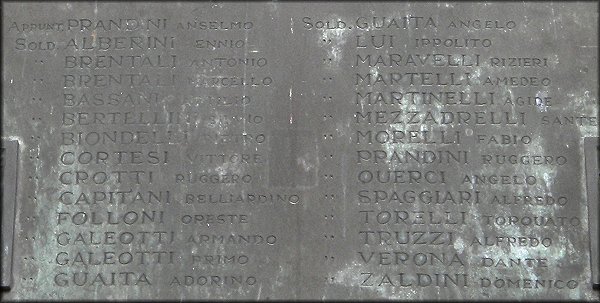 APPUNT. PRANDINI ANSELMO
SOLD. ALBERINI ENNIO
" BRENTALI ANTONIO
" BRENTALI MARCELLO
" BASSANI
" BERTELLI
" BIONDELLI
" CORTESI VITTORE
" CROTTI RUGGERO
" CAPITANI BELLIARDINO
" FOLLONI ORESTE
" GALEOTTI ARMANDO
" GALEOTTI PRIMO
" GUAITA ADORINO
SOLD. GUAITA ANGELO
" LUI IPPOLITO
" MARAVELLI RIZIERI
" MARTELLI AMEDEO
" MARTINELLI AGIDE
" MEZZADRELLI SANTE
" MORELLI FABIO
" PRANDINI RUGGERO
" QUERCI ANGELO
" SPAGGIARI ALFREDO
" TORELLI TORQUATO
" TRUZZI ALFREDO
" VERONA DANTE
" ZALDINI DOMENICO